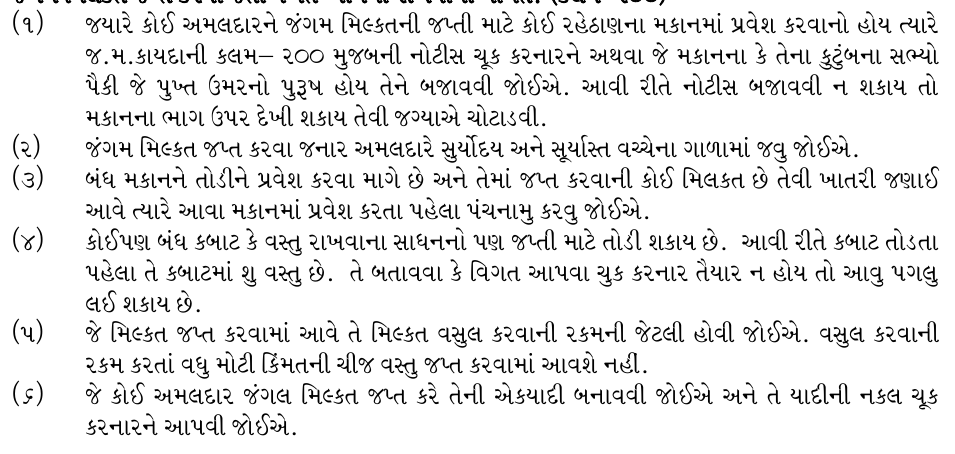 (૧) જયારે કોઈ અમલદારને જંગમ મિલ્કતની જપ્તી માટે કોઈ રહેઠાણના મકાનમાં પ્રવેશ કરવાનો હોય ત્યારે
જ.મ.કાયદાની કલમ– ૨૦૦ મુજબની નોટીસ ચૂક કરનારને અથવા જે મકાનના કે તેના કુટુંબના સભ્યો
પૈકી જે પુખ્ત ઉમરનો પુરૂષ હોય તેને બજાવવી જોઈએ. આવી રીતે નોટીસ બજાવવી ન શકાય તો
મકાનના ભાગ ઉપર દેખી શકાય તેવી જગ્યાએ ચોટાડવી.
(૨) જંગમ મિલ્કત જપ્ત કરવા જનાર અમલદારે સુર્યોદય અને સૂર્યાસ્ત વચ્ચેના ગાળામાં જવુ જોઈએ.
(૩) બંધ મકાનને તોડીને પ્રવેશ કરવા માગે છે અને તેમાં જપ્ત કરવાની કોઈ મિલકત છે તેવી ખાતરી જણાઈ
આવે ત્યારે આવા મકાનમાં પ્રવેશ કરતા પહેલા પંચનામુ કરવુ જોઈએ.
(૪) કોઈપણ બંધ કબાટ કે વસ્તુ રાખવાના સાધનનો પણ જપ્તી માટે તોડી શકાય છે. આવી રીતે કબાટ તોડતા
પહેલા તે કબાટમાં શુ વસ્તુ છે. તે બતાવવા કે વિગત આપવા ચુક કરનાર તૈયાર ન હોય તો આવુ પગલુ
લઈ શકાય છે.
(૫) જે મિલ્કત જપ્ત કરવામાં આવે તે મિલ્કત વસુલ કરવાની રકમની જેટલી હોવી જોઈએ. વસુલ કરવાની
રકમ કરતાં વધુ મોટી કિંમતની ચીજ વસ્તુ જપ્ત કરવામાં આવશે નહીં.
(૬) જે કોઈ અમલદાર જંગલ મિલ્કત જપ્ત કરે તેની એકયાદી બનાવવી જોઈએ અને તે યાદીની નકલ ચૂક
કરનારને આપવી જોઈએ.